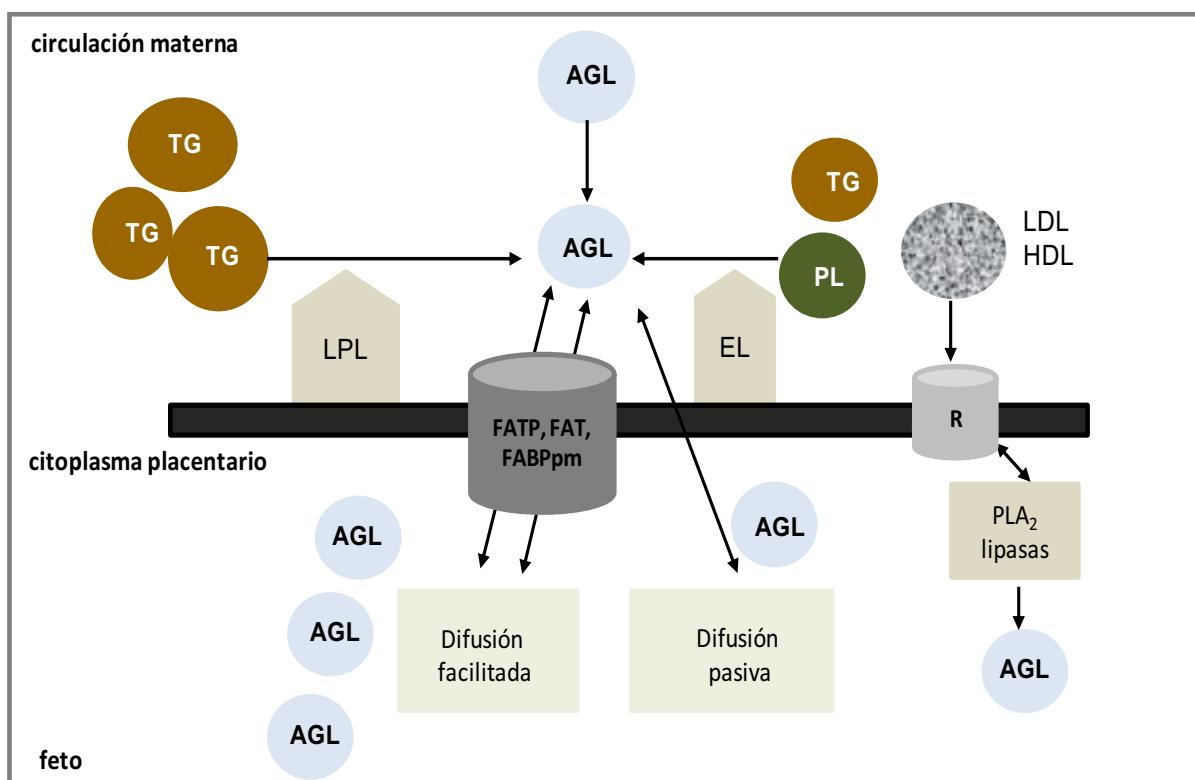 circulación materna
AGL
TG
TG
TG
TG
AGL
PL
LDL
HDL
LPL
EL
FATP, FAT,
FABPpm
R
citoplasma placentario
AGL
AGL
PLA₂
lipasas
AGL
Difusión
facilitada
Difusión
pasiva
AGL
AGL
feto